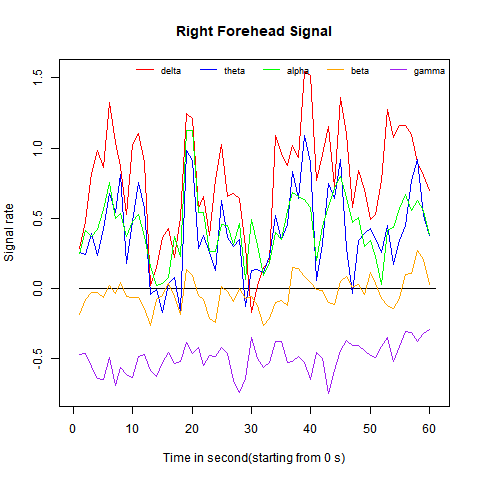 Right Forehead Signal
delta theta alpha beta gamma
1.5
1.0
0.5
0.0
-0.5
Signal rate
0 10 20 30 40 50 60
Time in second(starting from 0 s)